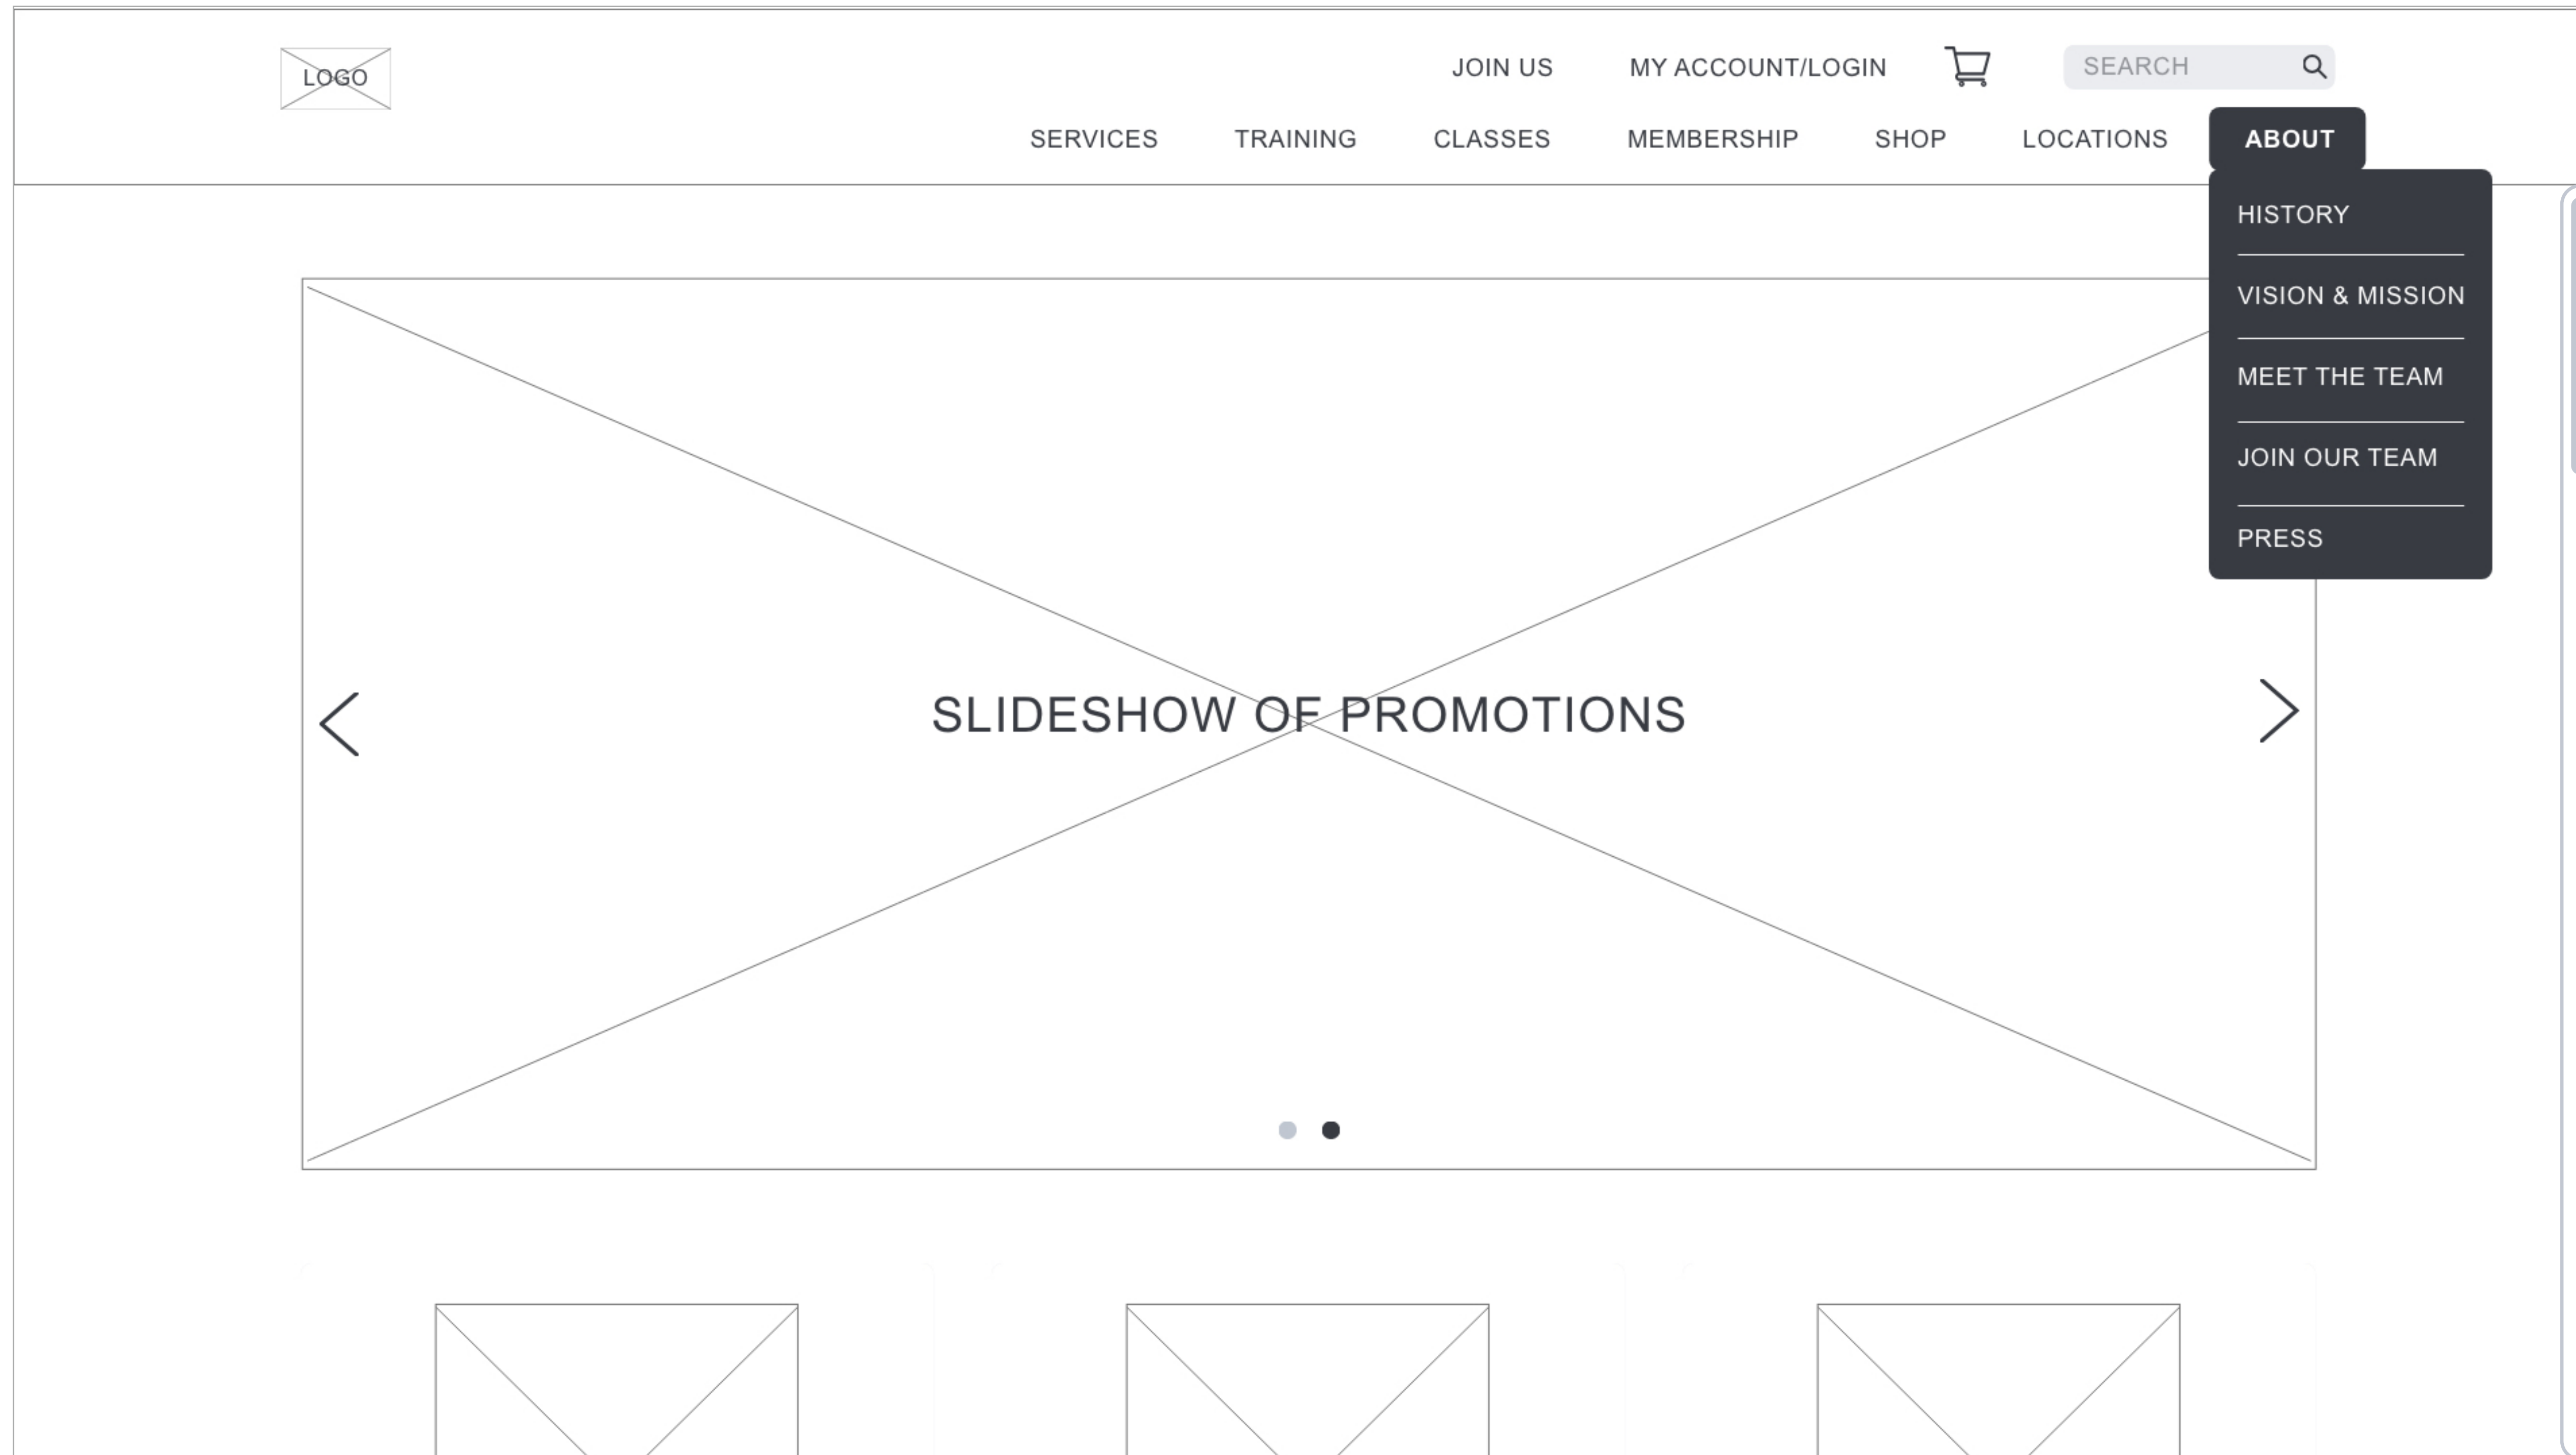 LOGO
JOIN US
MY ACCOUNT/LOGIN
SEARCH
SERVICES
TRAINING
CLASSES
MEMBERSHIP
SHOP
LOCATIONS
ABOUT
HISTORY
VISION & MISSION
MEET THE TEAM
JOIN OUR TEAM
PRESS
SLIDESHOW OF PROMOTIONS